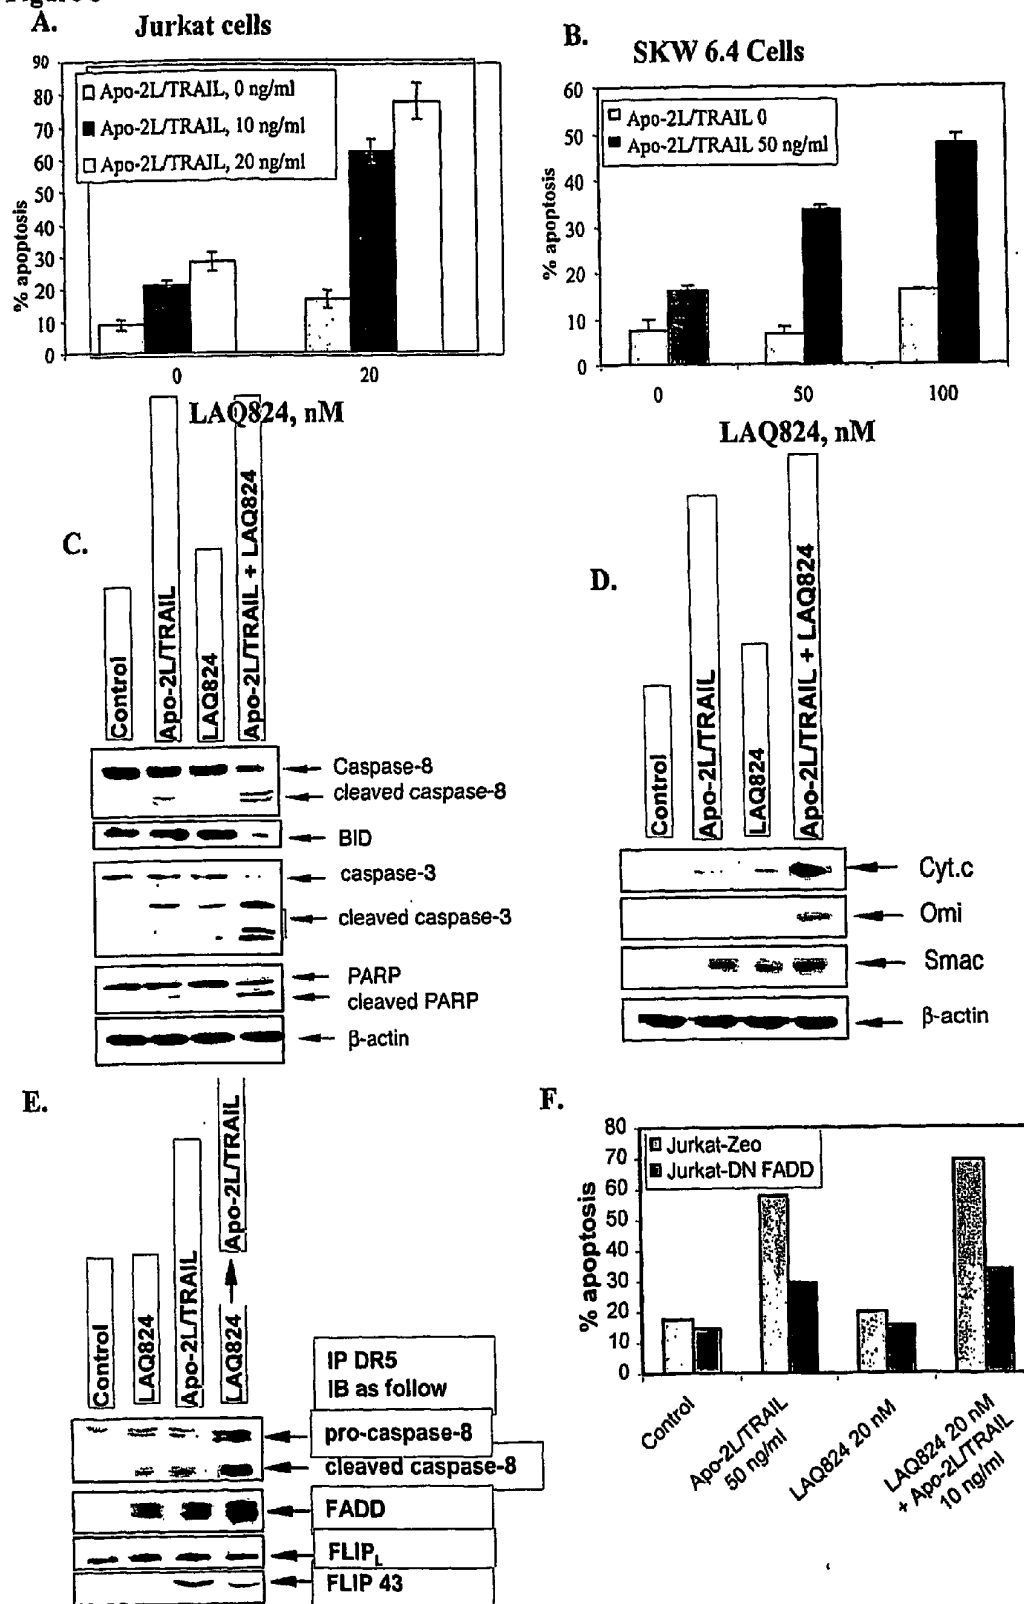 A.
Jurkat cells
90
80
70
60
50
40
30
20
10
0
% apoptosis
Apo-2L/TRAIL, 0 ng/ml
Apo-2L/TRAIL, 10 ng/ml
Apo-2L/TRAIL, 20 ng/ml
0
20
LAQ824, nM
B.
SKW 6.4 Cells
60
50
40
30
20
10
0
% apoptosis
Apo-2L/TRAIL 0
Apo-2L/TRAIL 50 ng/ml
0
50
100
LAQ824, nM
C.
Control
Apo-2L/TRAIL
LAQ824
Apo-2L/TRAIL + LAQ824
Caspase-8
cleaved caspase-8
BID
caspase-3
cleaved caspase-3
PARP
cleaved PARP
β-actin
D.
Control
Apo-2L/TRAIL
LAQ824
Apo-2L/TRAIL + LAQ824
Cyt.c
Omi
Smac
β-actin
E.
Control
LAQ824
Apo-2L/TRAIL
LAQ824
Apo-2L/TRAIL
IP DR5
IB as follow
pro-caspase-8
cleaved caspase-8
FADD
FLIPL
FLIP 43
F.
80
70
60
50
40
30
20
10
0
% apoptosis
Jurkat-Zeo
Jurkat-DN FADD
Control
Apo-2L/TRAIL
50 ng/ml
LAQ824 20 nM
LAQ824 20 nM
+ Apo-2L/TRAIL
10 ng/ml